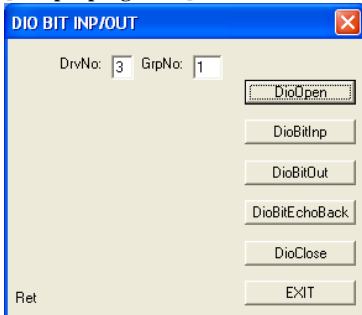 DIO BIT INP/OUT
DrvNo: 3 GrpNo: 1
DioOpen
DioBitInp
DioBitOut
DioBitEchoBack
DioClose
Ret
EXIT